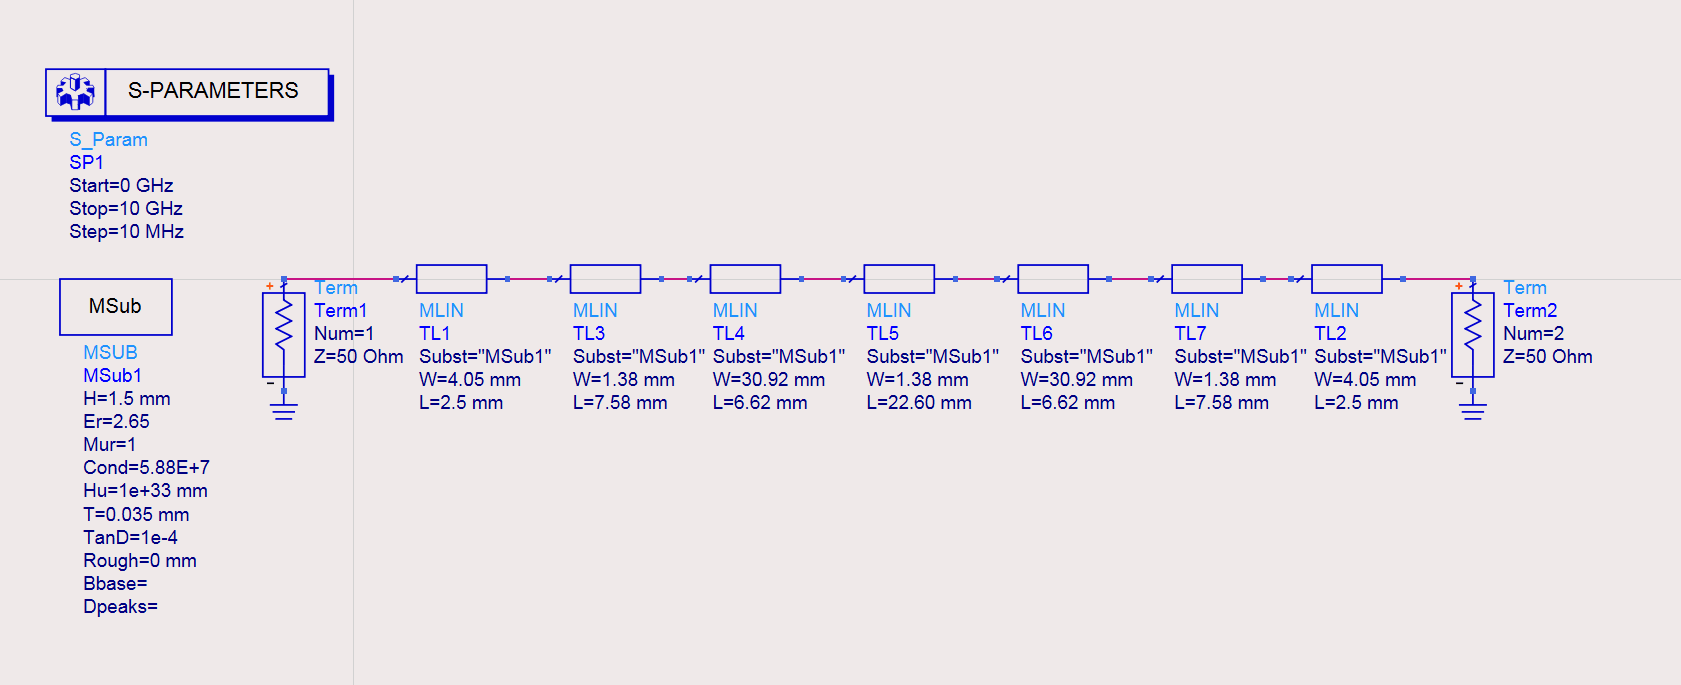 S-PARAMETERS
S_Param
SP1
Start=0 GHz
Stop=10 GHz
Step=10 MHz
MSub
MSUB
MSub1
H=1.5 mm
Er=2.65
Mur=1
Cond=5.88E+7
Hu=1e+33 mm
T=0.035 mm
TanD=1e-4
Rough=0 mm
Bbase=
Dpeaks=
+
Term
Term1
Num=1
Z=50 Ohm
-
MLIN
TL1
Subst="MSub1"
W=4.05 mm
L=2.5 mm
MLIN
TL3
Subst="MSub1"
W=1.38 mm
L=7.58 mm
MLIN
TL4
Subst="MSub1"
W=30.92 mm
L=6.62 mm
MLIN
TL5
Subst="MSub1"
W=1.38 mm
L=22.60 mm
MLIN
TL6
Subst="MSub1"
W=30.92 mm
L=6.62 mm
MLIN
TL7
Subst="MSub1"
W=1.38 mm
L=7.58 mm
MLIN
TL2
Subst="MSub1"
W=4.05 mm
L=2.5 mm
+
Term
Term2
Num=2
Z=50 Ohm
-